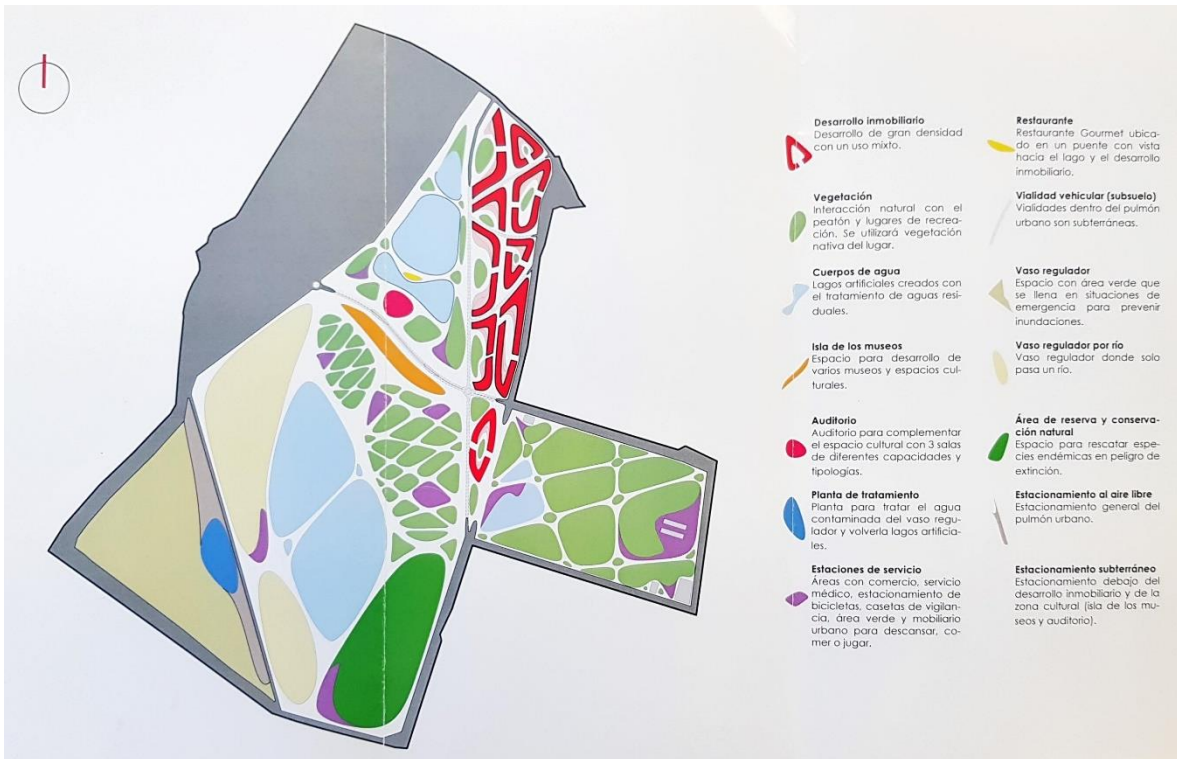 Desarrollo inmobiliario
Desarrollo de gran densidad
con un uso mixto.
Vegetación
Interacción natural con el
peatón y lugares de recrea-
ción. Se utilizará vegetación
nativa del lugar.
Cuerpos de agua
Lagos artificiales creados con
el tratamiento de aguas resi-
duales.
Isla de los museos
Espacio para desarrollo de
varios museos y espacios cul-
turales.
Auditorio
Auditorio para complementar
el espacio cultural con 3 salas
de diferentes capacidades y
tipologías.
Planta de tratamiento
Planta para tratar el agua
contaminada del vaso regu-
lador y volverla lagos artificia-
les.
Estaciones de servicio
Áreas con comercio, servicio
médico, estacionamiento de
bicicletas, casetas de vigilan-
cia, área verde y mobiliario
urbano para descansar, co-
mer o jugar.
Restaurante
Restaurante Gourmet ubica-
do en un puente con vista
hacia el lago y el desarrollo
inmobiliario.
Vialidad vehicular (subsuelo)
Vialidades dentro del pulmón
urbano son subterráneas.
Vaso regulador
Espacio con área verde que
se llena en situaciones de
emergencia para prevenir
inundaciones.
Vaso regulador por río
Vaso regulador donde solo
pasa un río.
Área de reserva y conserva-
ción natural
Espacio para rescatar espe-
cies endémicas en peligro de
extinción.
Estacionamiento al aire libre
Estacionamiento general del
pulmón urbano.
Estacionamiento subterráneo
Estacionamiento debajo del
desarrollo inmobiliario y de la
zona cultural (isla de los mu-
seos y auditorio).